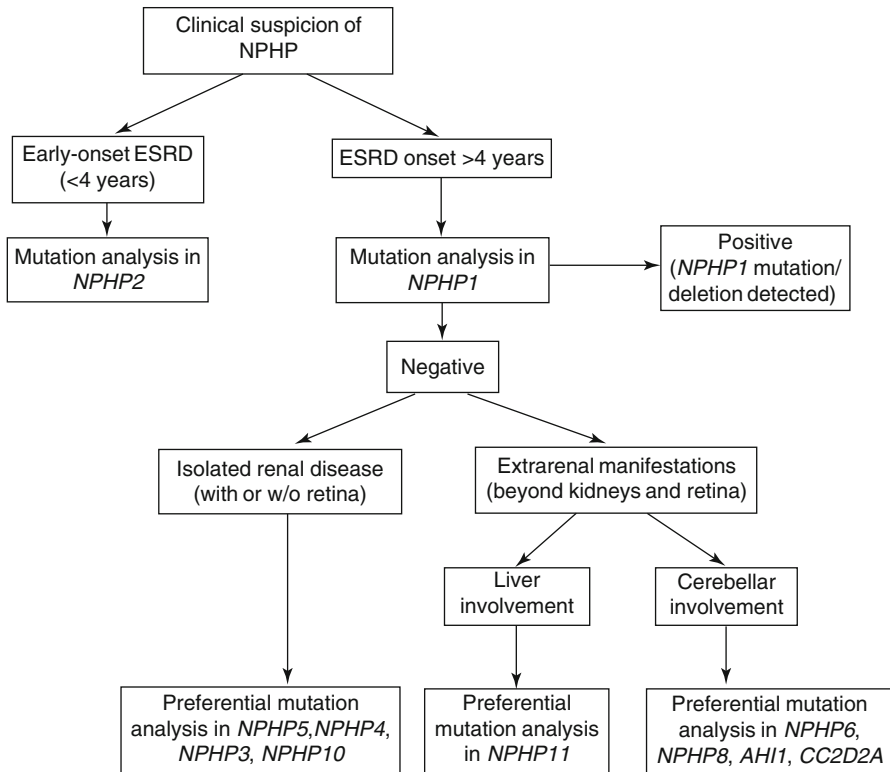 Clinical suspicion of
NPHP
Early-onset ESRD
(<4 years)
ESRD onset >4 years
Mutation analysis in
NPHP2
Mutation analysis in
NPHP1
Positive
(NPHP1 mutation/
deletion detected)
Negative
Isolated renal disease
(with or w/o retina)
Extrarenal manifestations
(beyond kidneys and retina)
Liver
involvement
Cerebellar
involvement
Preferential mutation
analysis in NPHP5,NPHP4,
NPHP3, NPHP10
Preferential
mutation analysis
in NPHP11
Preferential mutation
analysis in NPHP6,
NPHP8, AHI1, CC2D2A